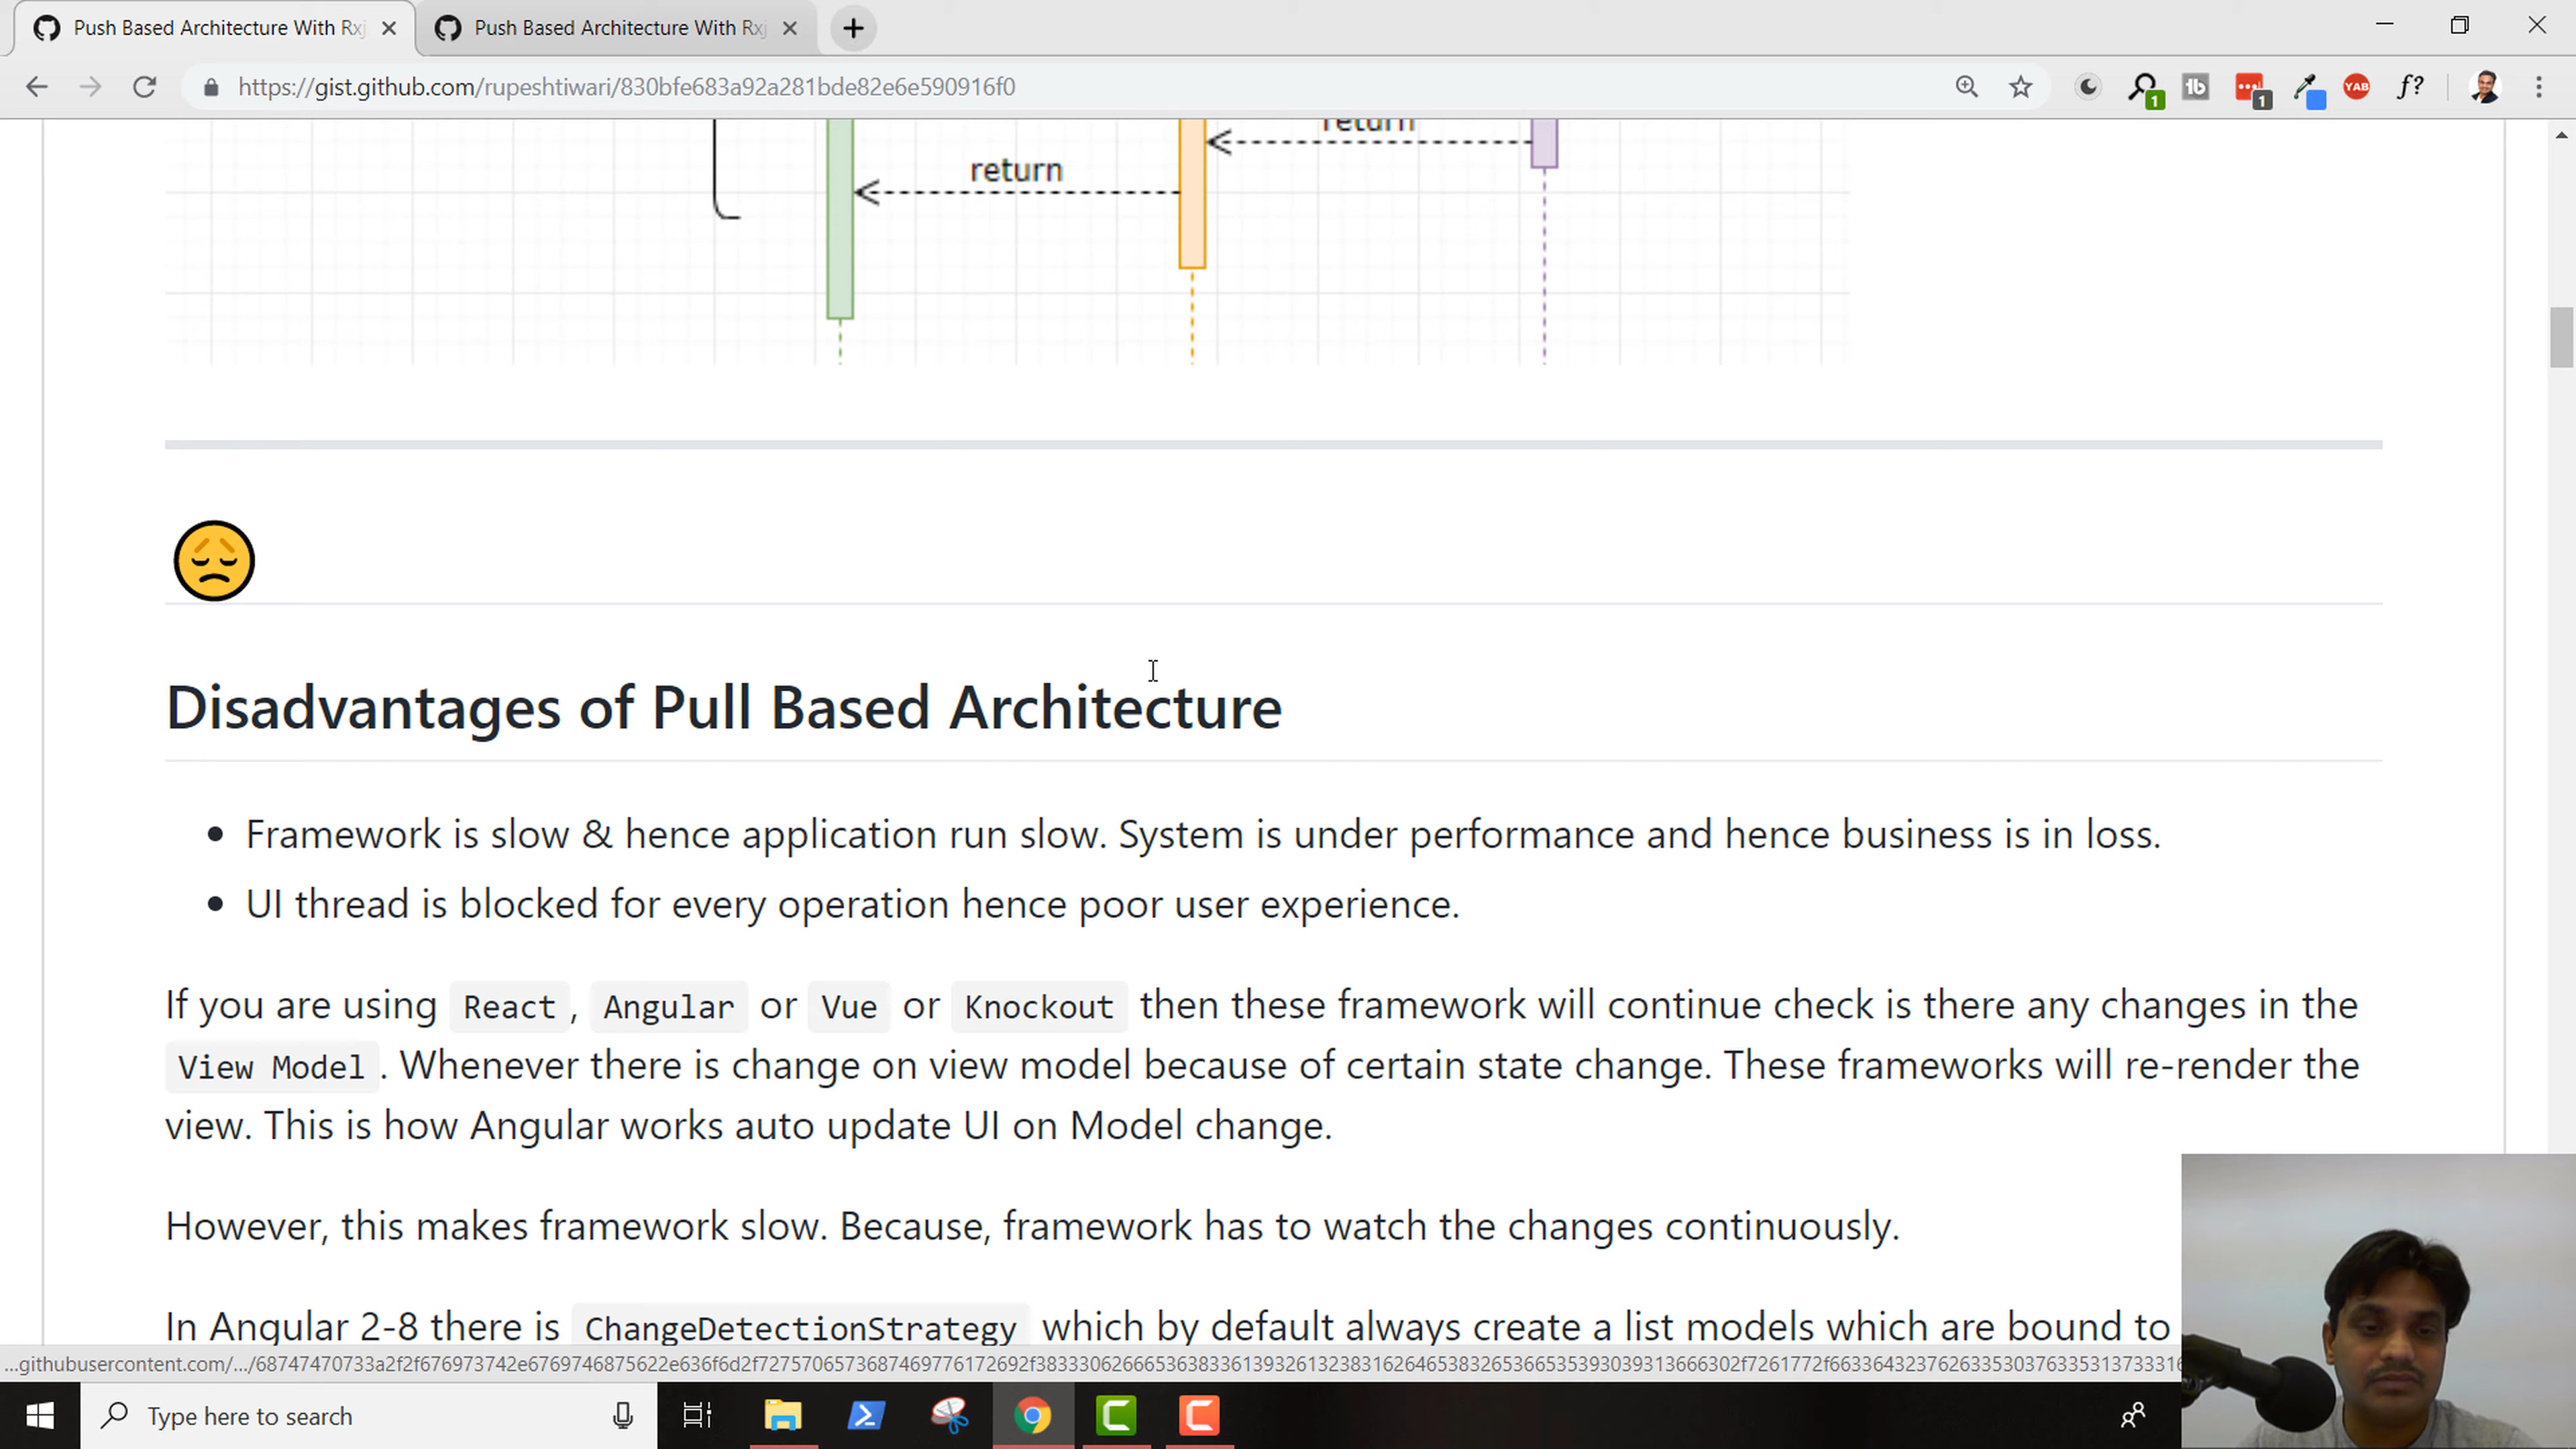 Push Based Architecture With Rxj
Push Based Architecture With Rxj
https://gist.github.com/rupeshtiwari/830bfe683a92a281bde82e6e590916f0
1
1
YAB
f?
return
return
Disadvantages of Pull Based Architecture
Framework is slow & hence application run slow. System is under performance and hence business is in loss.
UI thread is blocked for every operation hence poor user experience.
If you are using React, Angular or Vue or Knockout then these framework will continue check is there any changes in the
View Model. Whenever there is change on view model because of certain state change. These frameworks will re-render the
view. This is how Angular works auto update UI on Model change.
However, this makes framework slow. Because, framework has to watch the changes continuously.
In Angular 2-8 there is ChangeDetectionStrategy which by default always create a list models which are bound to
Type here to search